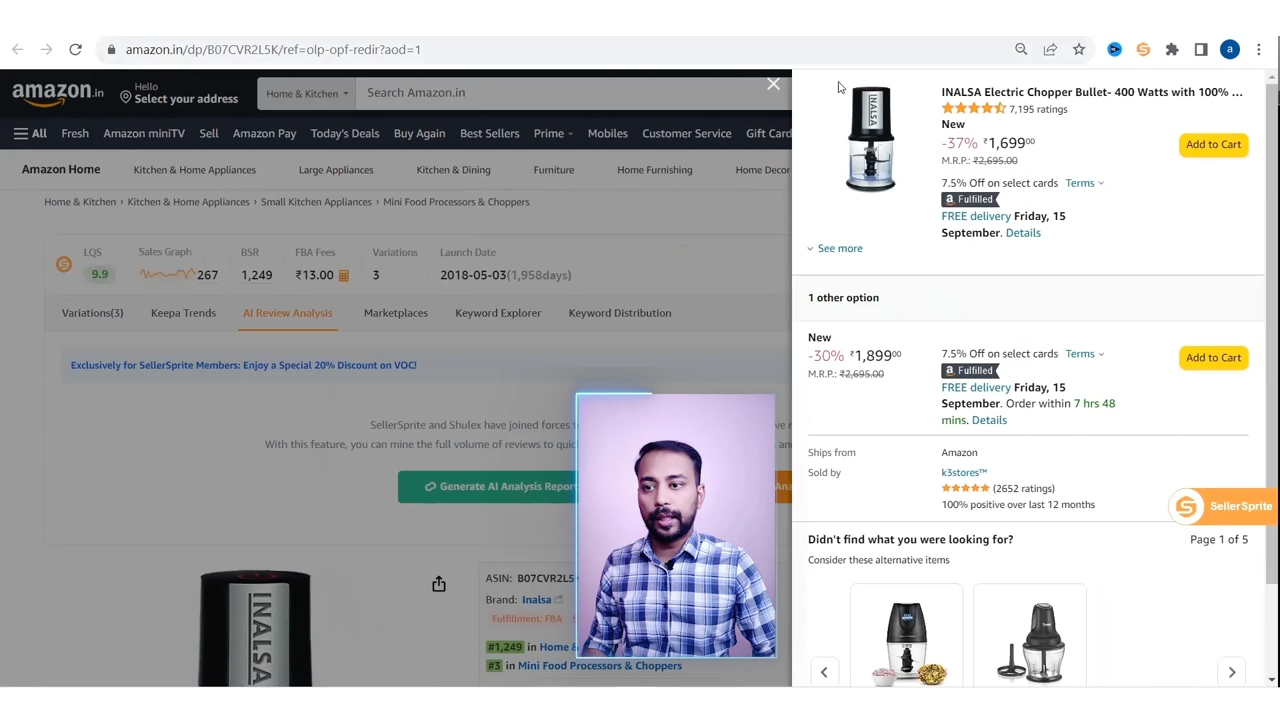 amazon.in/dp/B07CVR2L5K/ref=olp-opf-redir?aod=1
a
amazon.in
Hello
Select your address
Home & Kitchen
Search Amazon.in
All Fresh Amazon miniTV Sell Amazon Pay Today's Deals Buy Again Best Sellers Prime Mobiles Customer Service Gift Card
Amazon Home Kitchen & Home Appliances Large Appliances Kitchen & Dining Furniture Home Furnishing Home Decor
Home & Kitchen › Kitchen & Home Appliances › Small Kitchen Appliances › Mini Food Processors & Choppers
LQS Sales Graph BSR FBA Fees Variations Launch Date
9.9 267 1,249 ₹13.00 3 2018-05-03(1,958days)
Variations(3) Keepa Trends AI Review Analysis Marketplaces Keyword Explorer Keyword Distribution
Exclusively for SellerSprite Members: Enjoy a Special 20% Discount on VOC!
SellerSprite and Shulex have joined forces
With this feature, you can mine the full volume of reviews to
Generate AI Analysis Report
INALSA
ASIN: B07CVR2L5
Brand: Inalsa
Fulfillment: FBA
#1,249 in Home &
#3 in Mini Food Processors & Choppers
INALSA
INALSA Electric Chopper Bullet- 400 Watts with 100% ...
7,195 ratings
New
-37% ₹1,69900
M.R.P.: ₹2,695.00
Add to Cart
7.5% Off on select cards Terms
a Fulfilled
FREE delivery Friday, 15
September. Details
See more
1 other option
New
-30% ₹1,89900
M.R.P.: ₹2,695.00
7.5% Off on select cards Terms
a Fulfilled
FREE delivery Friday, 15
September. Order within 7 hrs 48
mins. Details
Add to Cart
Ships from Amazon
Sold by k3stores™
(2652 ratings)
100% positive over last 12 months
SellerSprite
Didn't find what you were looking for? Page 1 of 5
Consider these alternative items